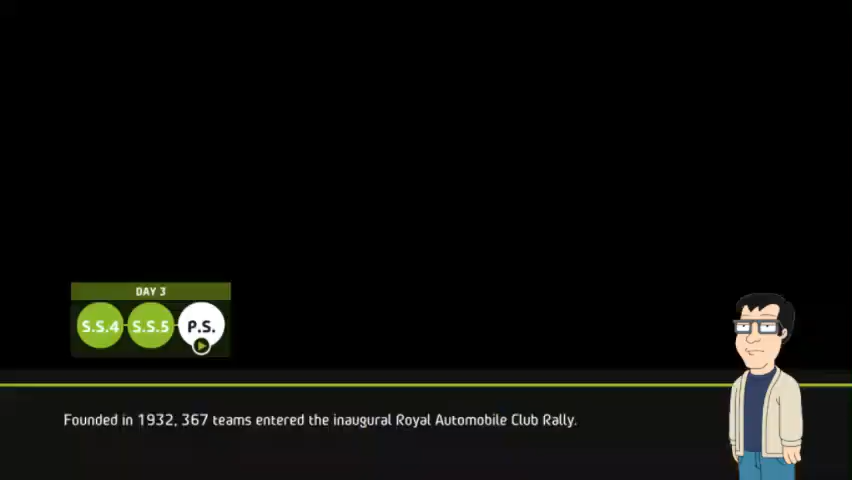 DAY 3
S.S.4 S.S.5 P.S.
Founded in 1932, 367 teams entered the inaugural Royal Automobile Club Rally.